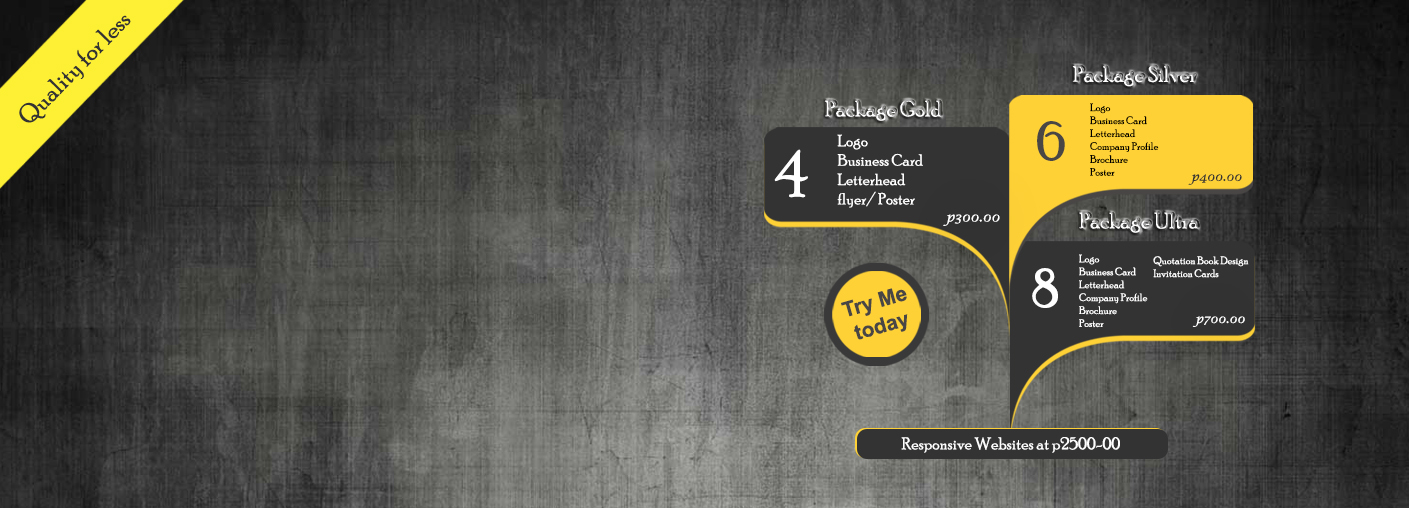 Quality for less
Package Gold
4
Logo
Business Card
Letterhead
flyer/ Poster
p300.00
Package Silver
6
Logo
Business Card
Letterhead
Company Profile
Brochure
Poster
p400.00
Package Ultra
8
Logo
Business Card
Letterhead
Company Profile
Brochure
Poster
Quotation Book Design
Invitation Cards
p700.00
Try Me
today
Responsive Websites at p2500-00